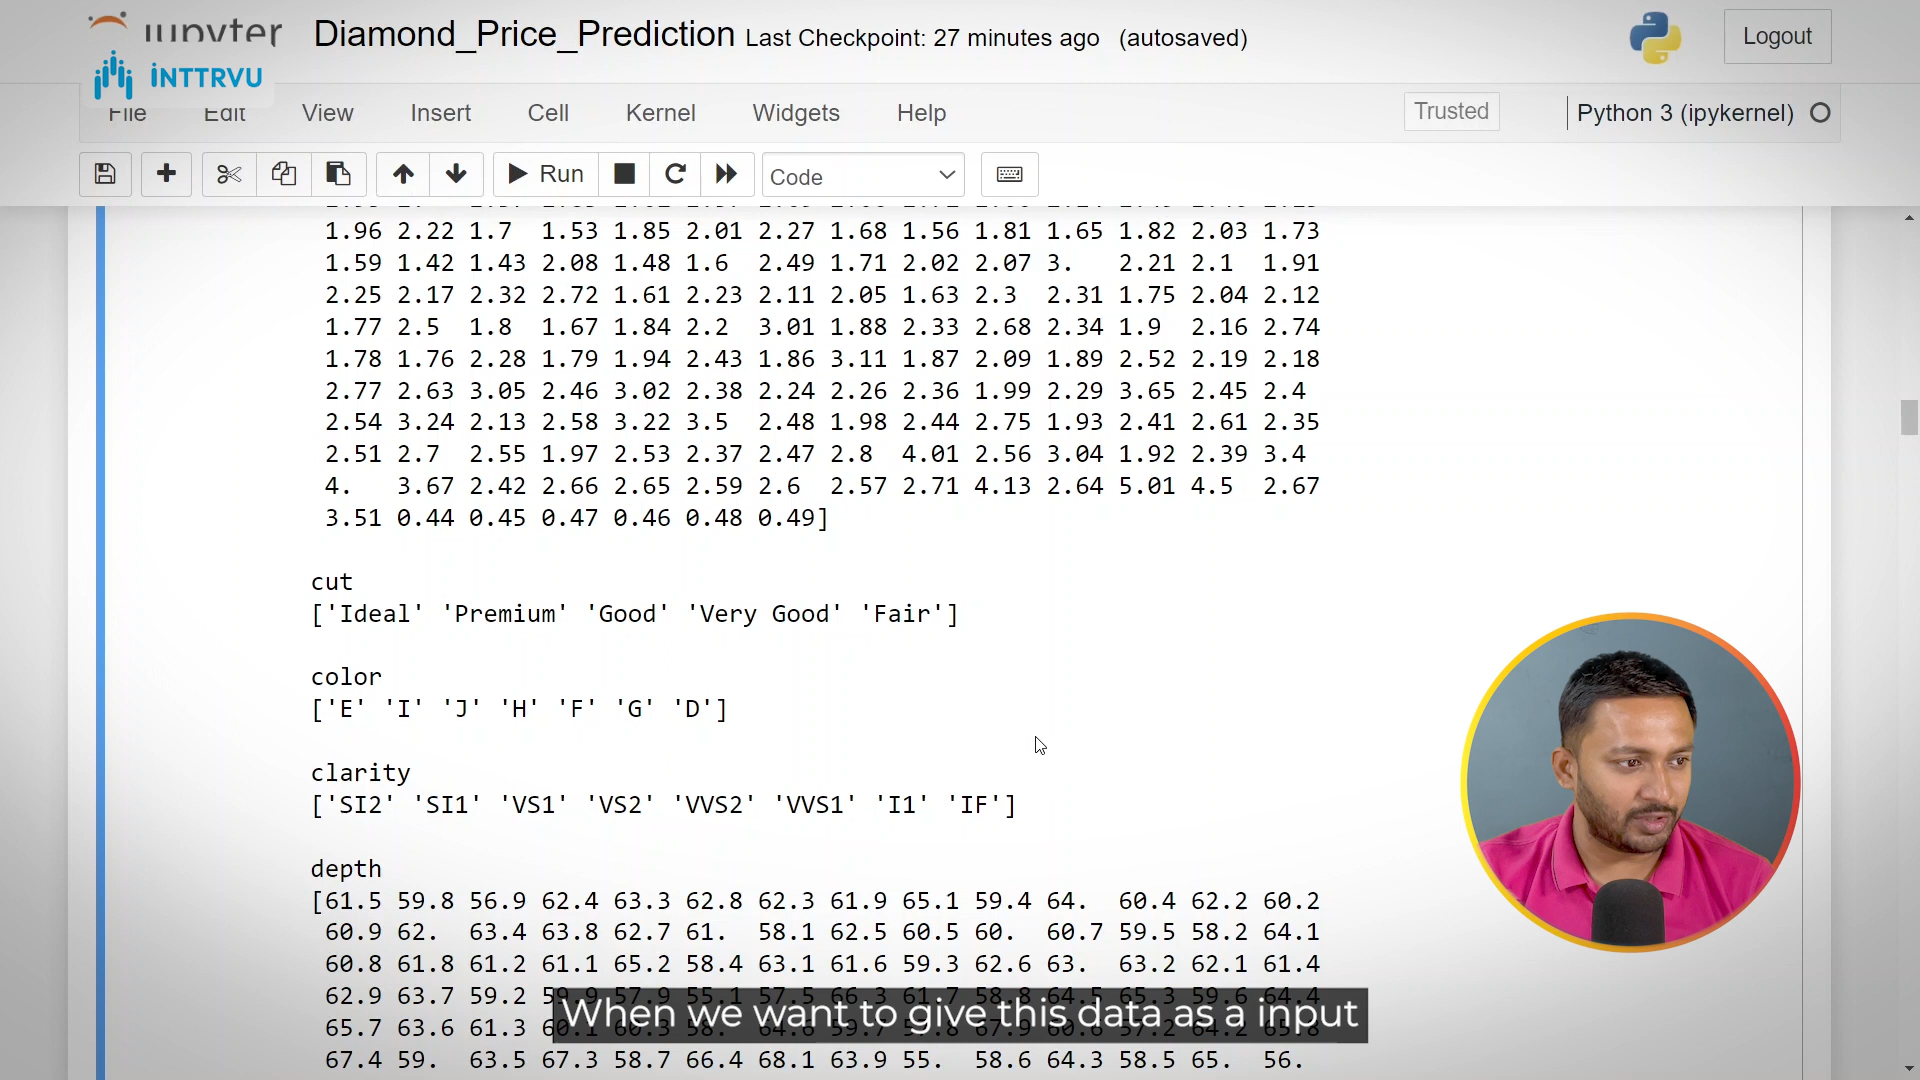 jupyter Diamond_Price_Prediction Last Checkpoint: 27 minutes ago (autosaved) Logout
INTTRVU
File Edit View Insert Cell Kernel Widgets Help Trusted Python 3 (ipykernel)
Run Code
1.96 2.22 1.7 1.53 1.85 2.01 2.27 1.68 1.56 1.81 1.65 1.82 2.03 1.73
1.59 1.42 1.43 2.08 1.48 1.6 2.49 1.71 2.02 2.07 3. 2.21 2.1 1.91
2.25 2.17 2.32 2.72 1.61 2.23 2.11 2.05 1.63 2.3 2.31 1.75 2.04 2.12
1.77 2.5 1.8 1.67 1.84 2.2 3.01 1.88 2.33 2.68 2.34 1.9 2.16 2.74
1.78 1.76 2.28 1.79 1.94 2.43 1.86 3.11 1.87 2.09 1.89 2.52 2.19 2.18
2.77 2.63 3.05 2.46 3.02 2.38 2.24 2.26 2.36 1.99 2.29 3.65 2.45 2.4
2.54 3.24 2.13 2.58 3.22 3.5 2.48 1.98 2.44 2.75 1.93 2.41 2.61 2.35
2.51 2.7 2.55 1.97 2.53 2.37 2.47 2.8 4.01 2.56 3.04 1.92 2.39 3.4
4. 3.67 2.42 2.66 2.65 2.59 2.6 2.57 2.71 4.13 2.64 5.01 4.5 2.67
3.51 0.44 0.45 0.47 0.46 0.48 0.49]
cut
['Ideal' 'Premium' 'Good' 'Very Good' 'Fair']
color
['E' 'I' 'J' 'H' 'F' 'G' 'D']
clarity
['SI2' 'SI1' 'VS1' 'VS2' 'VVS2' 'VVS1' 'I1' 'IF']
depth
[61.5 59.8 56.9 62.4 63.3 62.8 62.3 61.9 65.1 59.4 64. 60.4 62.2 60.2
60.9 62. 63.4 63.8 62.7 61. 58.1 62.5 60.5 60. 60.7 59.5 58.2 64.1
60.8 61.8 61.2 61.1 65.2 58.4 63.1 61.6 59.3 62.6 63. 63.2 62.1 61.4
62.9 63.7 59.2 59.9 57.9 55.1 57.5 66.3 61.7 58.8 64.5 65.3 59.6 64.4
65.7 63.6 61.3
When we want to give this data as a input
67.4 59. 63.5 67.3 58.7 66.4 68.1 63.9 55. 58.6 64.3 58.5 65. 56.